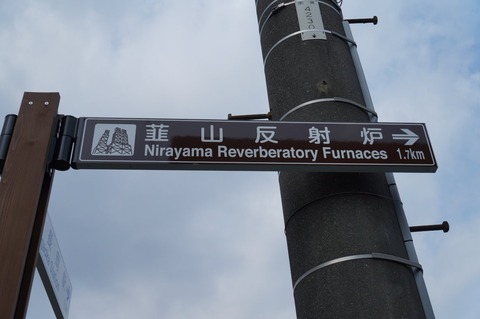 韮山反射炉 →
Nirayama Reverberatory Furnaces 1.7km